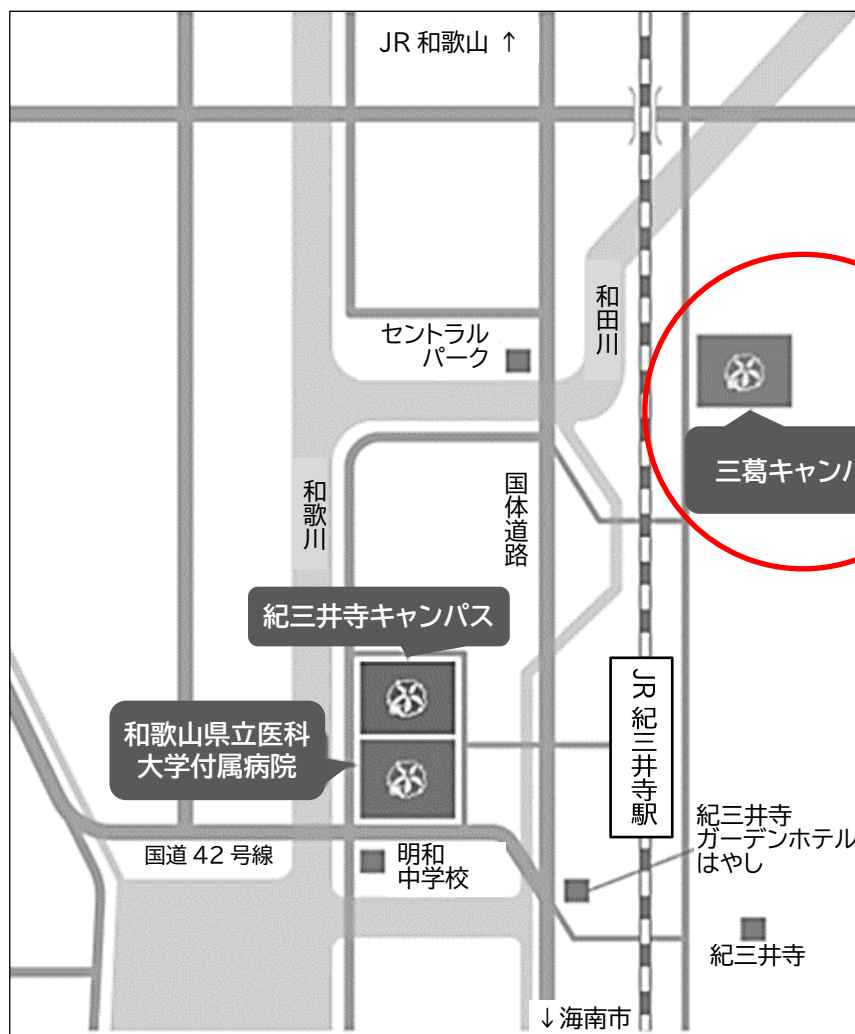 JR 和歌山 ↑
和田川
セントラル
パーク
三葛キャンパ
和歌川
国体道路
紀三井寺キャンパス
JR 紀三井寺駅
和歌山県立医科
大学付属病院
紀三井寺
ガーデンホテル
はやし
国道 42 号線
明和
中学校
紀三井寺
↓海南市